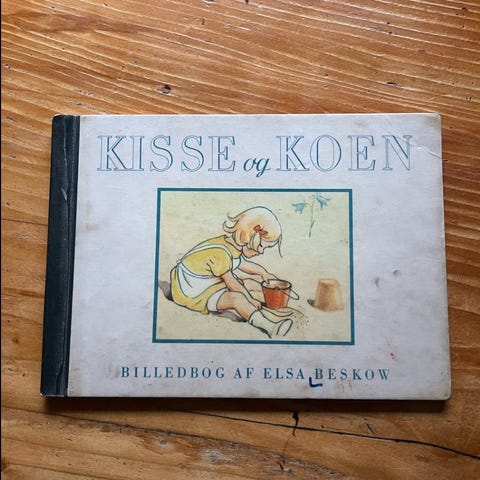 KISSE og KOEN
BILLEDBOG AF ELSA BESKOW